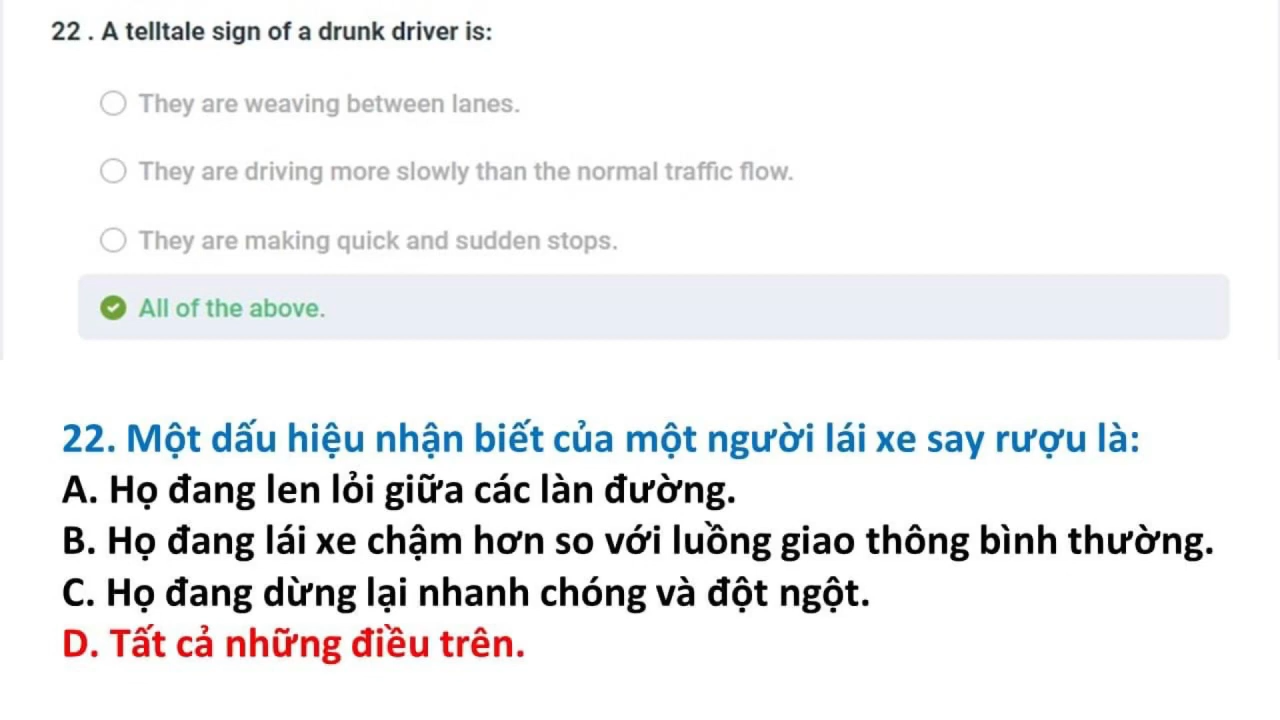 22 . A telltale sign of a drunk driver is:
They are weaving between lanes.
They are driving more slowly than the normal traffic flow.
They are making quick and sudden stops.
All of the above.
22. Một dấu hiệu nhận biết của một người lái xe say rượu là:
A. Họ đang len lỏi giữa các làn đường.
B. Họ đang lái xe chậm hơn so với luồng giao thông bình thường.
C. Họ đang dừng lại nhanh chóng và đột ngột.
D. Tất cả những điều trên.